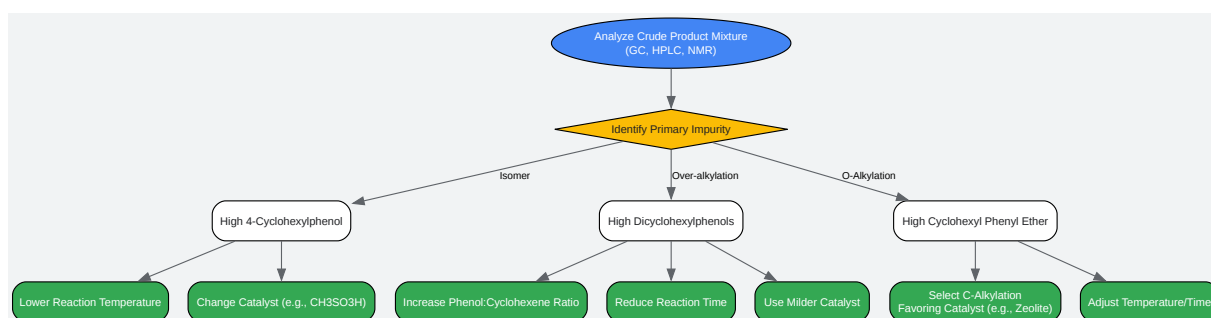 Analyze Crude Product Mixture
(GC, HPLC, NMR)
Identify Primary Impurity
Isomer
Over-alkylation
O-Alkylation
High 4-Cyclohexylphenol
High Dicyclohexylphenols
High Cyclohexyl Phenyl Ether
Lower Reaction Temperature
Change Catalyst (e.g., CH3SO3H)
Increase Phenol:Cyclohexene Ratio
Reduce Reaction Time
Use Milder Catalyst
Select C-Alkylation
Favoring Catalyst (e.g., Zeolite)
Adjust Temperature/Time